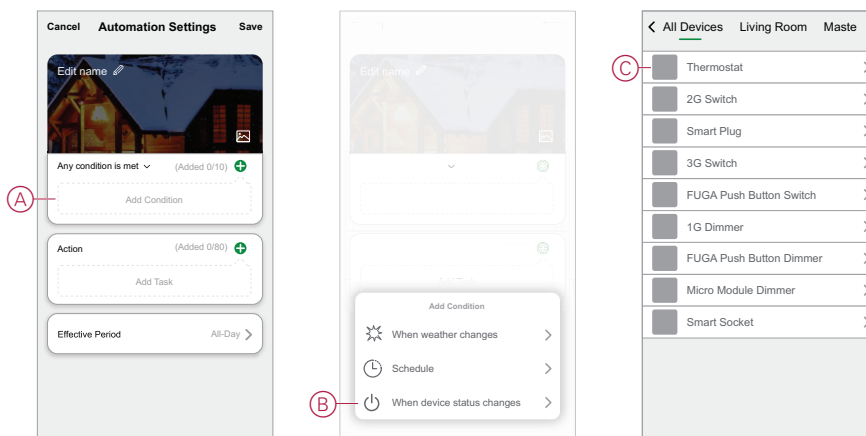 Cancel Automation Settings Save
Edit name
Any condition is met (Added 0/10)
A
Add Condition
Action (Added 0/80)
Add Task
Effective Period All-Day
Edit name
Add Condition
When weather changes
Schedule
B
When device status changes
All Devices Living Room Maste
C
Thermostat
2G Switch
Smart Plug
3G Switch
FUGA Push Button Switch
1G Dimmer
FUGA Push Button Dimmer
Micro Module Dimmer
Smart Socket